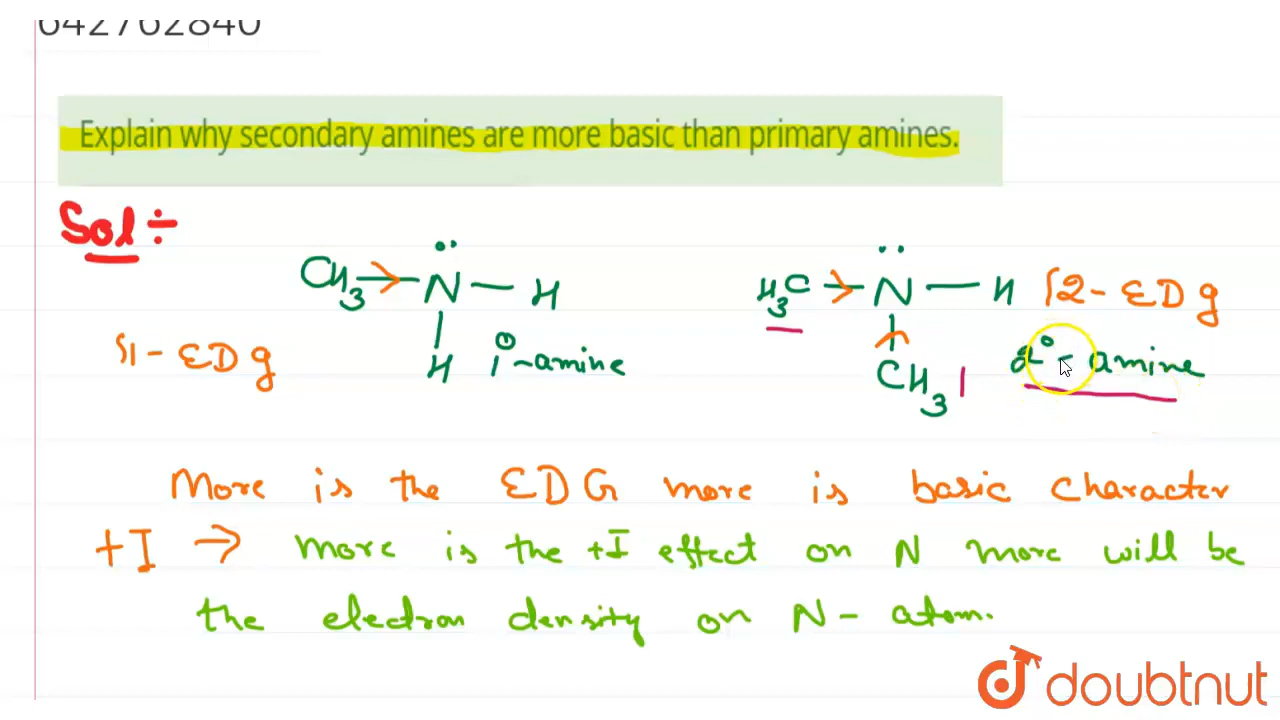 642762840
Explain why secondary amines are more basic than primary amines.
Sol ÷
CH3 → N̈ — H
H
1° - amine
1 - EDg
H3C → N̈ — H
CH3
2 - EDg
2° - amine
More is the EDG more is basic character
+I → more is the +I effect on N more will be
the electron density on N - atom.
doubtnut